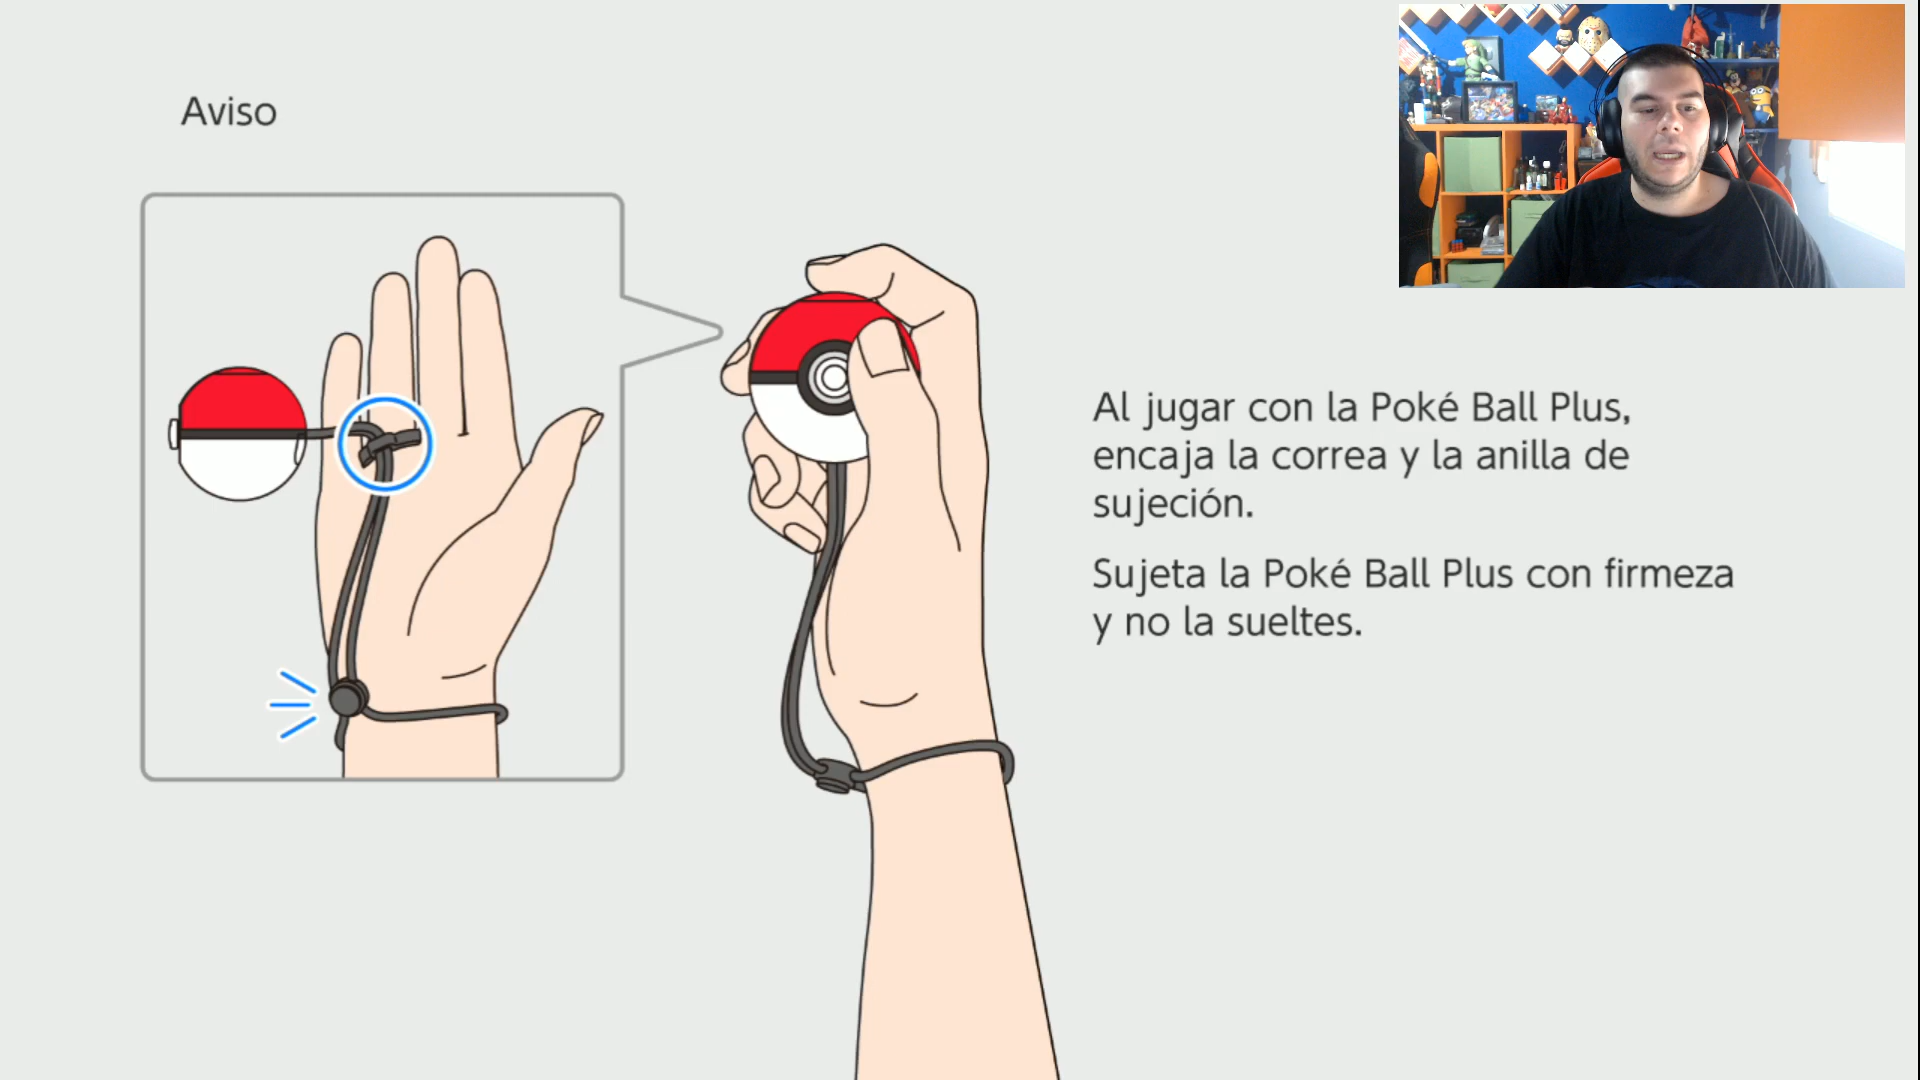 Aviso
Al jugar con la Poké Ball Plus,
encaja la correa y la anilla de
sujeción.
Sujeta la Poké Ball Plus con firmeza
y no la sueltes.